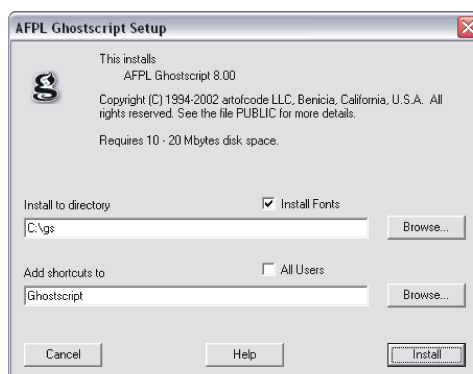 AFPL Ghostscript Setup
This installs
AFPL Ghostscript 8.00
Copyright (C) 1994-2002 artofcode LLC, Benicia, California, U.S.A. All
rights reserved. See the file PUBLIC for more details.
Requires 10 - 20 Mbytes disk space.
Install to directory
Install Fonts
C:\gs
Browse...
Add shortcuts to
All Users
Ghostscript
Browse...
Cancel
Help
Install